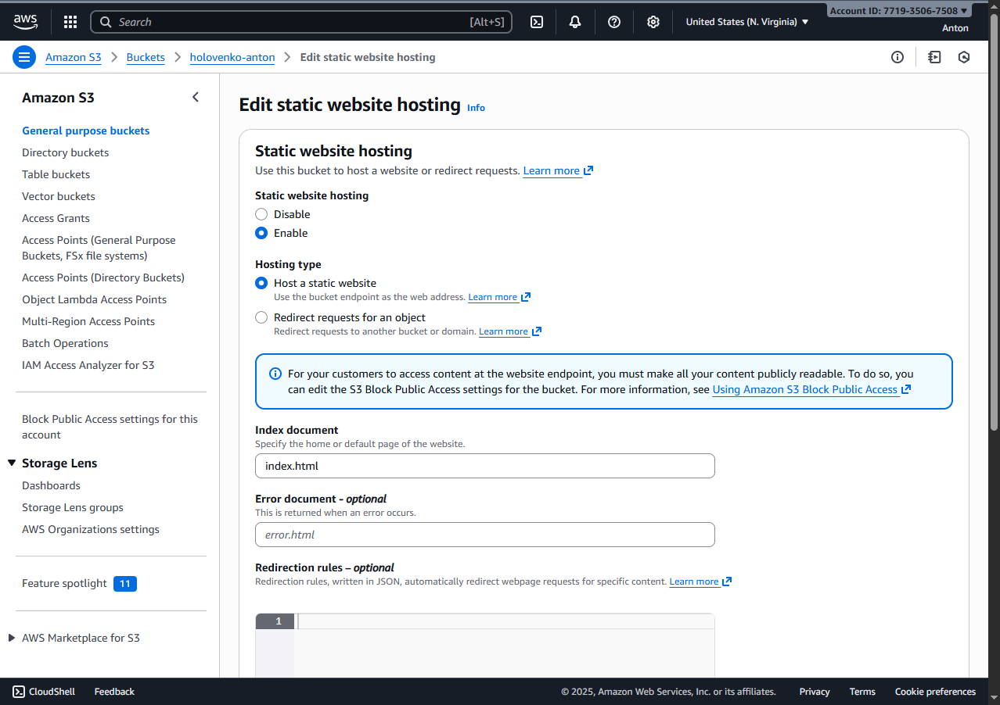 aws
Search [Alt+S]
United States (N. Virginia)
Account ID: 7719-3506-7508
Anton
Amazon S3
Buckets
holovenko-anton
Edit static website hosting
Amazon S3
General purpose buckets
Directory buckets
Table buckets
Vector buckets
Access Grants
Access Points (General Purpose
Buckets, FSx file systems)
Access Points (Directory Buckets)
Object Lambda Access Points
Multi-Region Access Points
Batch Operations
IAM Access Analyzer for S3
Block Public Access settings for this
account
Storage Lens
Dashboards
Storage Lens groups
AWS Organizations settings
Feature spotlight 11
AWS Marketplace for S3
Edit static website hosting Info
Static website hosting
Use this bucket to host a website or redirect requests. Learn more
Static website hosting
Disable
Enable
Hosting type
Host a static website
Use the bucket endpoint as the web address. Learn more
Redirect requests for an object
Redirect requests to another bucket or domain. Learn more
For your customers to access content at the website endpoint, you must make all your content publicly readable. To do so, you
can edit the S3 Block Public Access settings for the bucket. For more information, see Using Amazon S3 Block Public Access
Index document
Specify the home or default page of the website.
index.html
Error document - optional
This is returned when an error occurs.
error.html
Redirection rules – optional
Redirection rules, written in JSON, automatically redirect webpage requests for specific content. Learn more
1
CloudShell
Feedback
© 2025, Amazon Web Services, Inc. or its affiliates.
Privacy
Terms
Cookie preferences